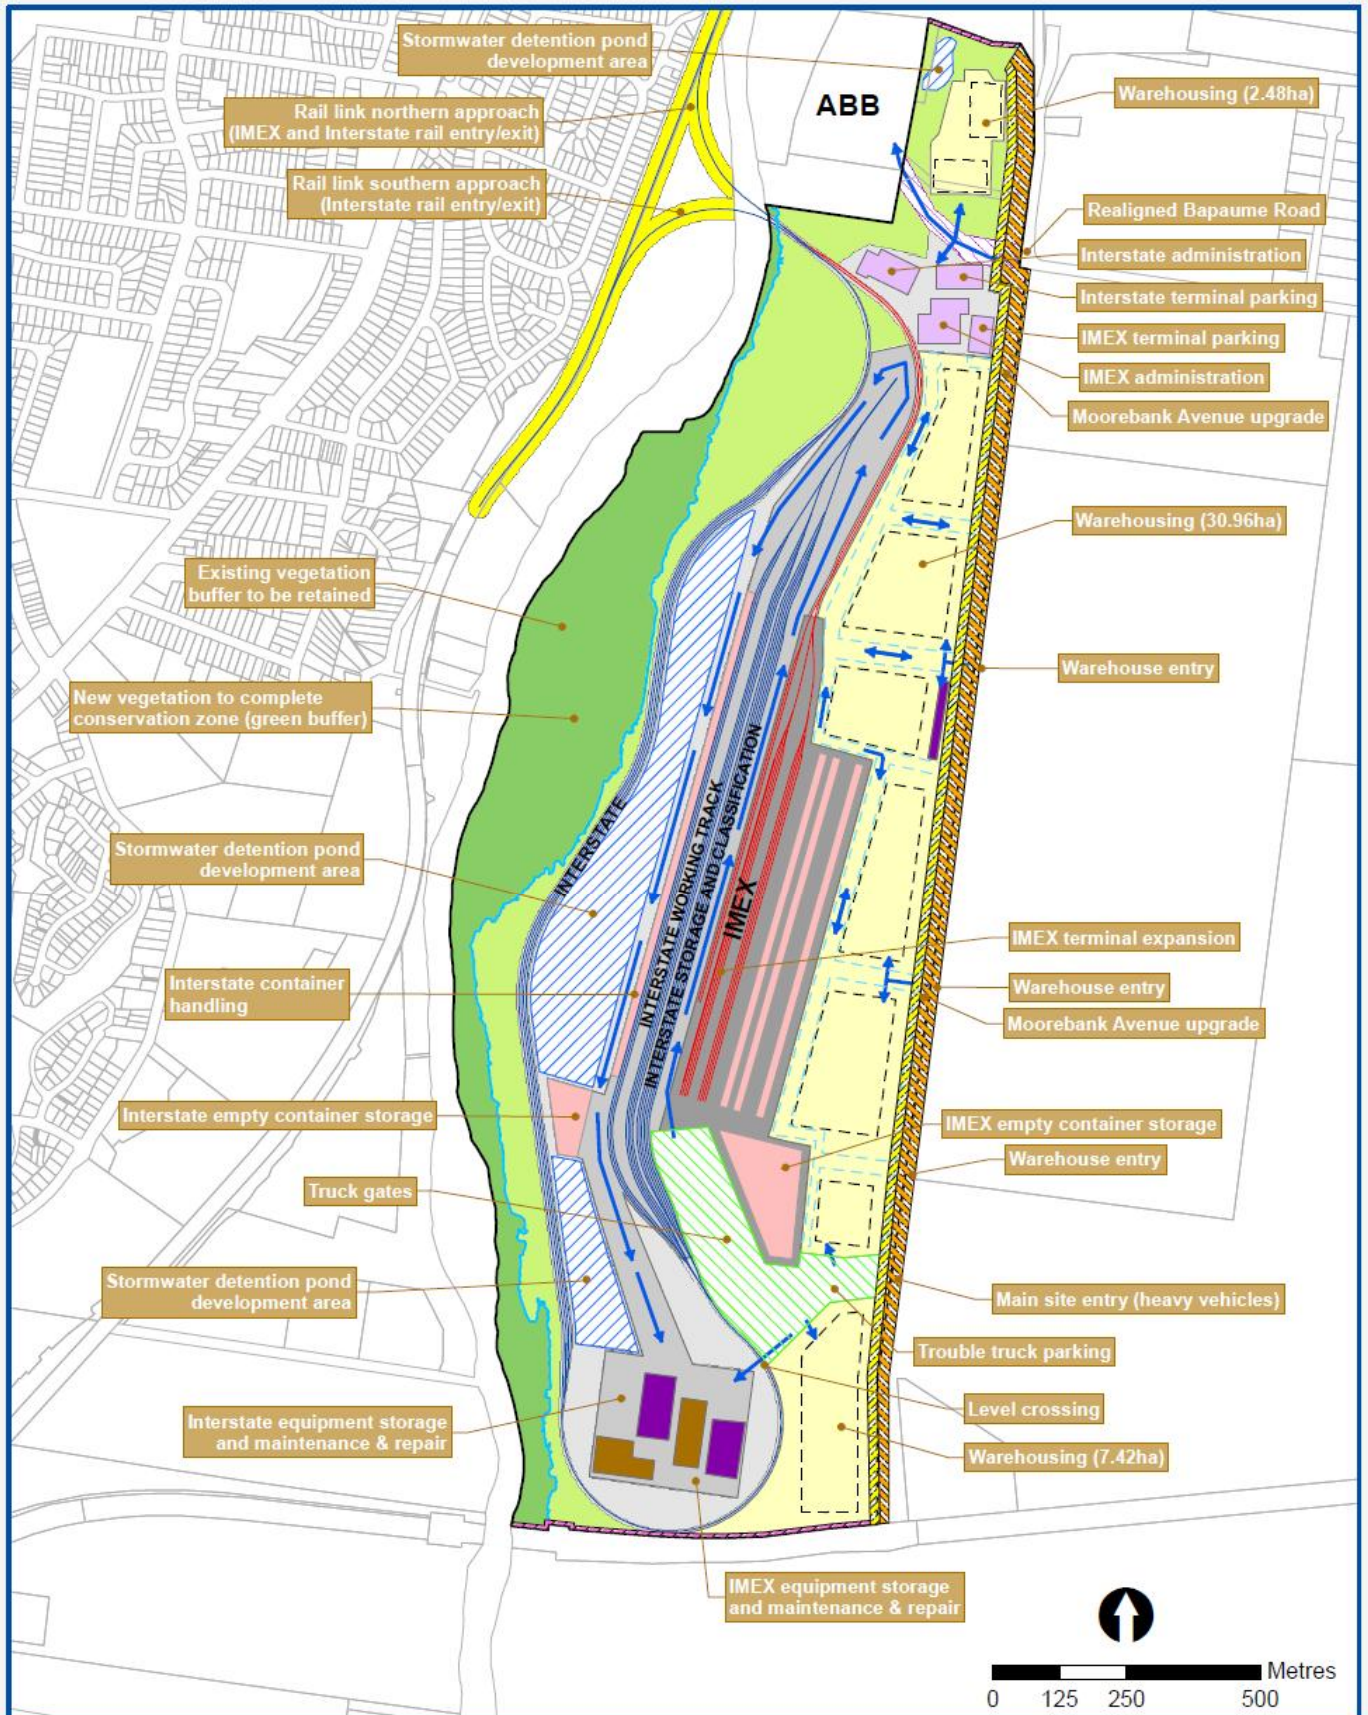 Stormwater detention pond
development area
ABB
Warehousing (2.48ha)
Rail link northern approach
(IMEX and Interstate rail entry/exit)
Rail link southern approach
(Interstate rail entry/exit)
Realigned Bapaume Road
Interstate administration
Interstate terminal parking
IMEX terminal parking
IMEX administration
Moorebank Avenue upgrade
Warehousing (30.96ha)
Existing vegetation
buffer to be retained
Warehouse entry
New vegetation to complete
conservation zone (green buffer)
INTERSTATE
INTERSTATE WORKING TRACK
INTERSTATE STORAGE AND CLASSIFICATION
IMEX
Stormwater detention pond
development area
IMEX terminal expansion
Interstate container
handling
Warehouse entry
Moorebank Avenue upgrade
Interstate empty container storage
IMEX empty container storage
Warehouse entry
Truck gates
Stormwater detention pond
development area
Main site entry (heavy vehicles)
Trouble truck parking
Level crossing
Interstate equipment storage
and maintenance & repair
Warehousing (7.42ha)
IMEX equipment storage
and maintenance & repair
Metres
0 125 250 500